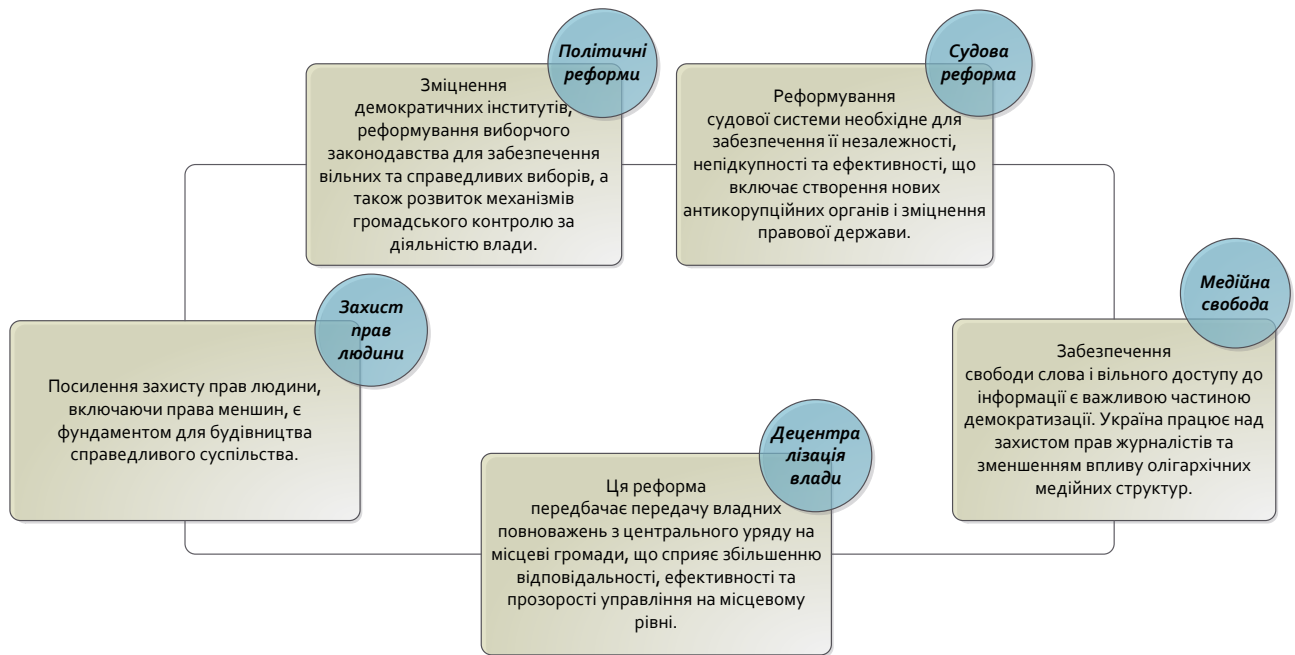 Політичні
реформи
Зміцнення
демократичних інститутів,
реформування виборчого
законодавства для забезпечення
вільних та справедливих виборів, а
також розвиток механізмів
громадського контролю за
діяльністю влади.
Судова
реформа
Реформування
судової системи необхідне для
забезпечення її незалежності,
непідкупності та ефективності, що
включає створення нових
антикорупційних органів і зміцнення
правової держави.
Захист
прав
людини
Посилення захисту прав людини,
включаючи права меншин, є
фундаментом для будівництва
справедливого суспільства.
Медійна
свобода
Забезпечення
свободи слова і вільного доступу до
інформації є важливою частиною
демократизації. Україна працює над
захистом прав журналістів та
зменшенням впливу олігархічних
медійних структур.
Децентра
лізація
влади
Ця реформа
передбачає передачу владних
повноважень з центрального уряду на
місцеві громади, що сприяє збільшенню
відповідальності, ефективності та
прозорості управління на місцевому
рівні.